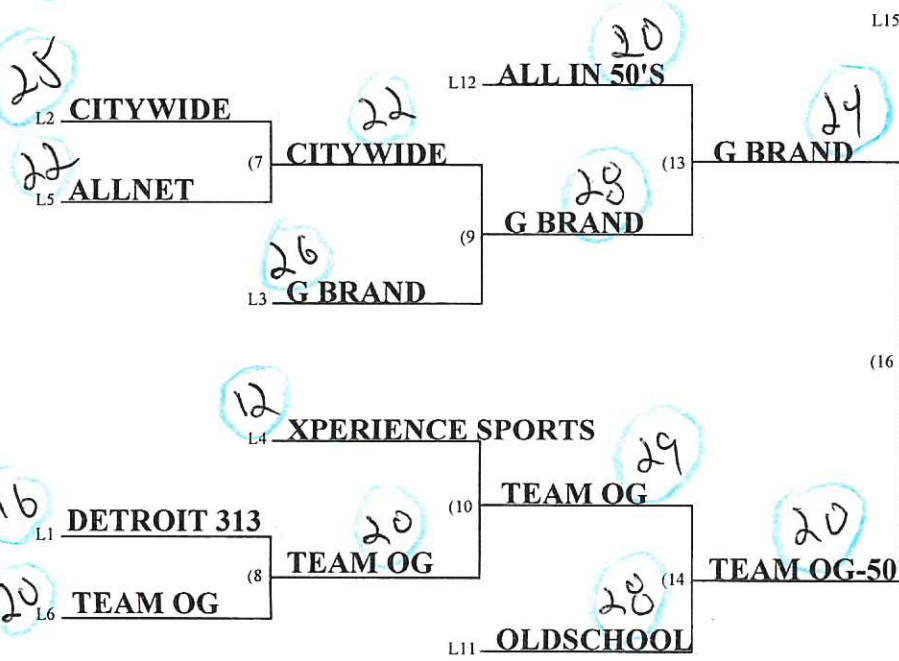 L15
20
25
L12 ALL IN 50'S
24
L2 CITYWIDE
22
22
(7 CITYWIDE
(13 G BRAND
L5 ALLNET
28
G BRAND
(9
26
L3 G BRAND
(16
12
L4 XPERIENCE SPORTS
29
16
TEAM OG
(10
L1 DETROIT 313
20
20
TEAM OG
(8
20
L6 TEAM OG
28
(14 TEAM OG-50'
L11 OLDSCHOOL